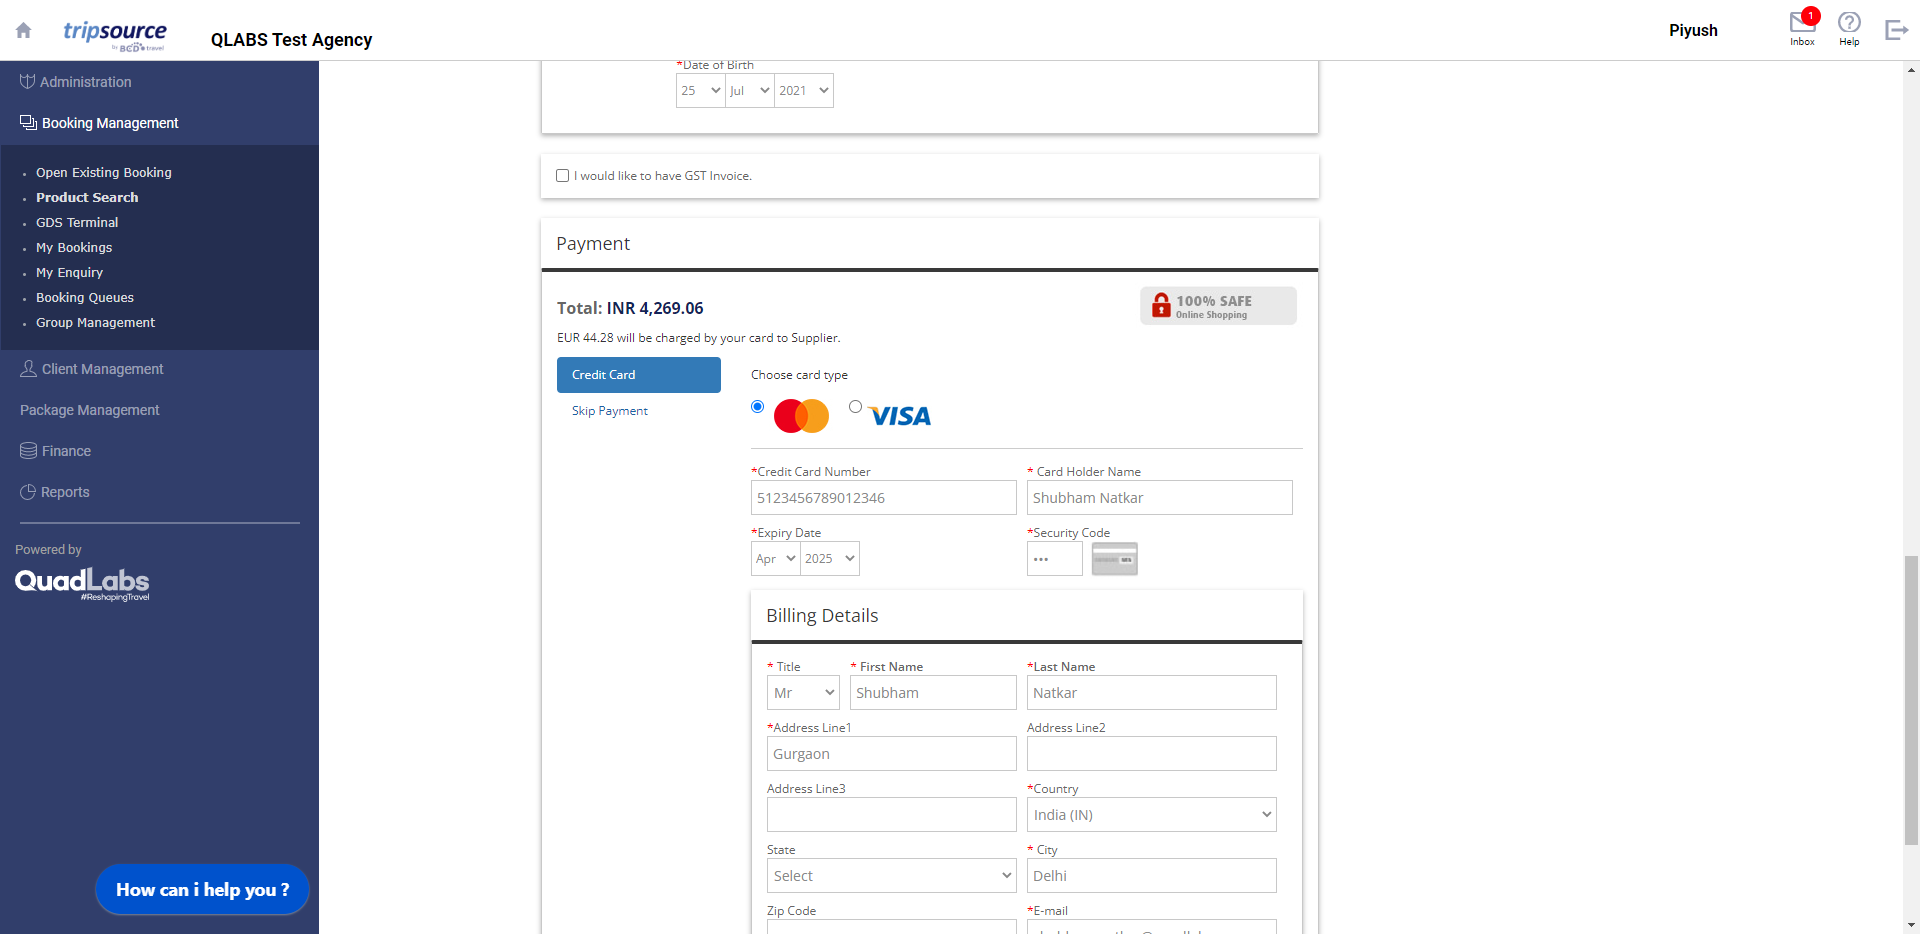 tripsource
by BCD travel
QLABS Test Agency
Piyush
1
Inbox
Help
Administration
Booking Management
Open Existing Booking
Product Search
GDS Terminal
My Bookings
My Enquiry
Booking Queues
Group Management
Client Management
Package Management
Finance
Reports
Powered by
QuadLabs
#ReshapingTravel
How can i help you ?
*Date of Birth
25 Jul 2021
I would like to have GST Invoice.
Payment
Total: INR 4,269.06
100% SAFE
Online Shopping
EUR 44.28 will be charged by your card to Supplier.
Credit Card
Skip Payment
Choose card type
VISA
*Credit Card Number * Card Holder Name
5123456789012346 Shubham Natkar
*Expiry Date *Security Code
Apr 2025 •••
Billing Details
* Title * First Name *Last Name
Mr Shubham Natkar
*Address Line1 Address Line2
Gurgaon
Address Line3 *Country
India (IN)
State * City
Select Delhi
Zip Code *E-mail